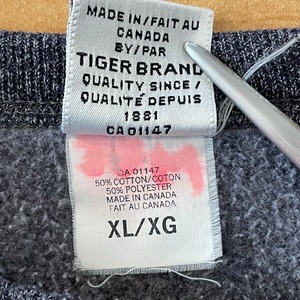 MADE IN/FAIT AU
CANADA
BY/PAR
TIGER BRAND
QUALITY SINCE/
QUALITÉ DEPUIS
1881
CA01147
CA 01147
50% COTTON/COTON
50% POLYESTER
MADE IN CANADA
FAIT AU CANADA
XL/XG